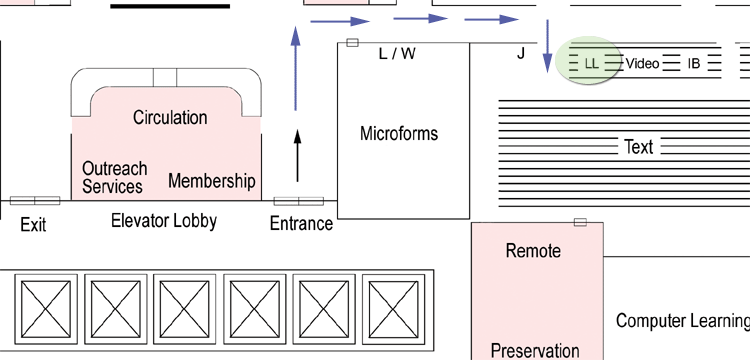 L / W
J
LL
Video
IB
Circulation
Microforms
Text
Outreach
Services
Membership
Exit
Elevator Lobby
Entrance
Remote
Computer Learning
Preservation